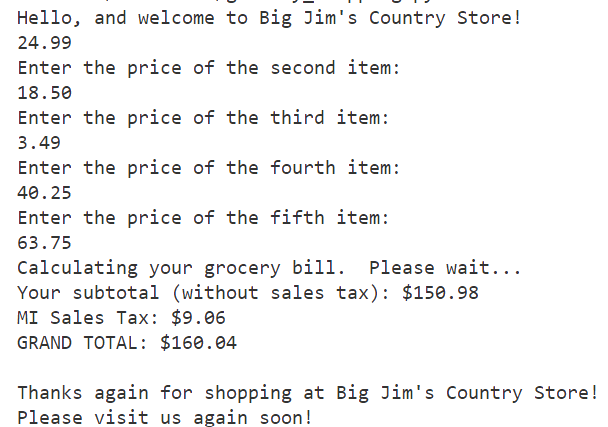 Hello, and welcome to Big Jim's Country Store!
24.99
Enter the price of the second item:
18.50
Enter the price of the third item:
3.49
Enter the price of the fourth item:
40.25
Enter the price of the fifth item:
63.75
Calculating your grocery bill.  Please wait...
Your subtotal (without sales tax): $150.98
MI Sales Tax: $9.06
GRAND TOTAL: $160.04
Thanks again for shopping at Big Jim's Country Store!
Please visit us again soon!